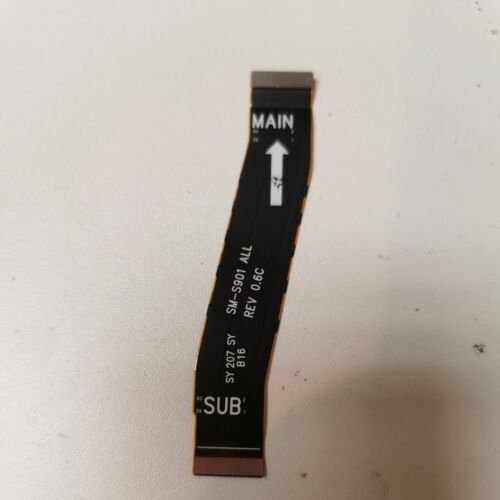 MAIN
SM-S901 ALL
REV 0.6C
SY 207 SY
B16
SUB